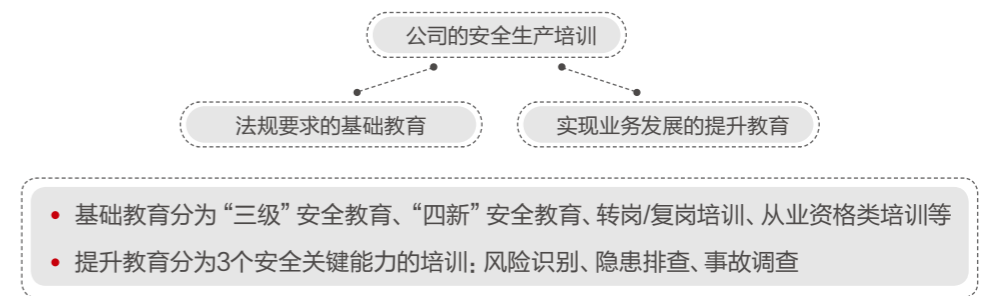 公司的安全生产培训
法规要求的基础教育
实现业务发展的提升教育
• 基础教育分为“三级”安全教育、“四新”安全教育、转岗/复岗培训、从业资格类培训等
• 提升教育分为3个安全关键能力的培训：风险识别、隐患排查、事故调查